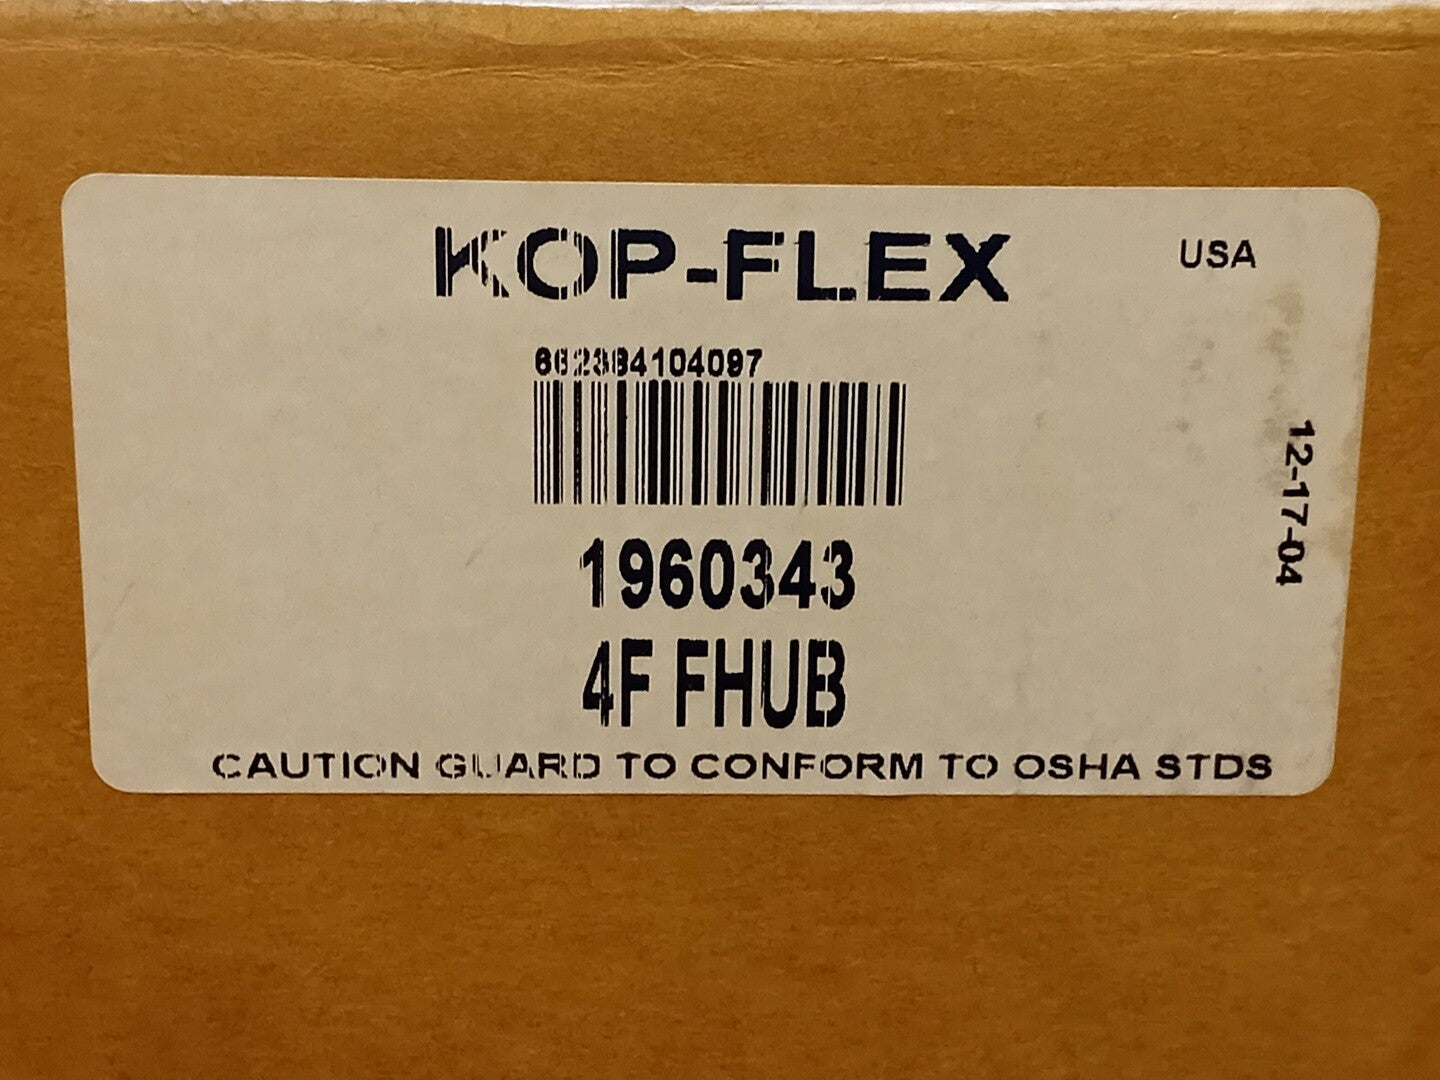 KOP-FLEX
USA
662384104097
12-17-04
1960343
4F FHUB
CAUTION GUARD TO CONFORM TO OSHA STDS